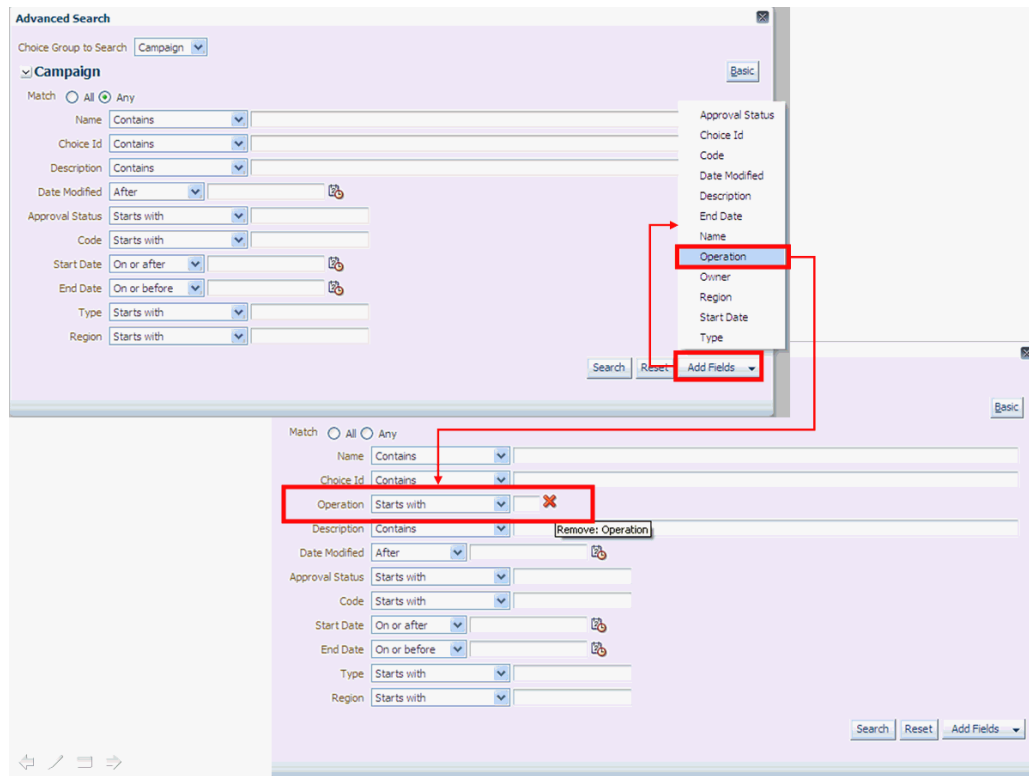 Advanced Search
Choice Group to Search Campaign
Campaign
Basic
Match All Any
Name Contains
Choice Id Contains
Description Contains
Date Modified After
Approval Status Starts with
Code Starts with
Start Date On or after
End Date On or before
Type Starts with
Region Starts with
Approval Status
Choice Id
Code
Date Modified
Description
End Date
Name
Operation
Owner
Region
Start Date
Type
Search Reset Add Fields
Basic
Match All Any
Name Contains
Choice Id Contains
Operation Starts with
Description Contains
Remove: Operation
Date Modified After
Approval Status Starts with
Code Starts with
Start Date On or after
End Date On or before
Type Starts with
Region Starts with
Search Reset Add Fields